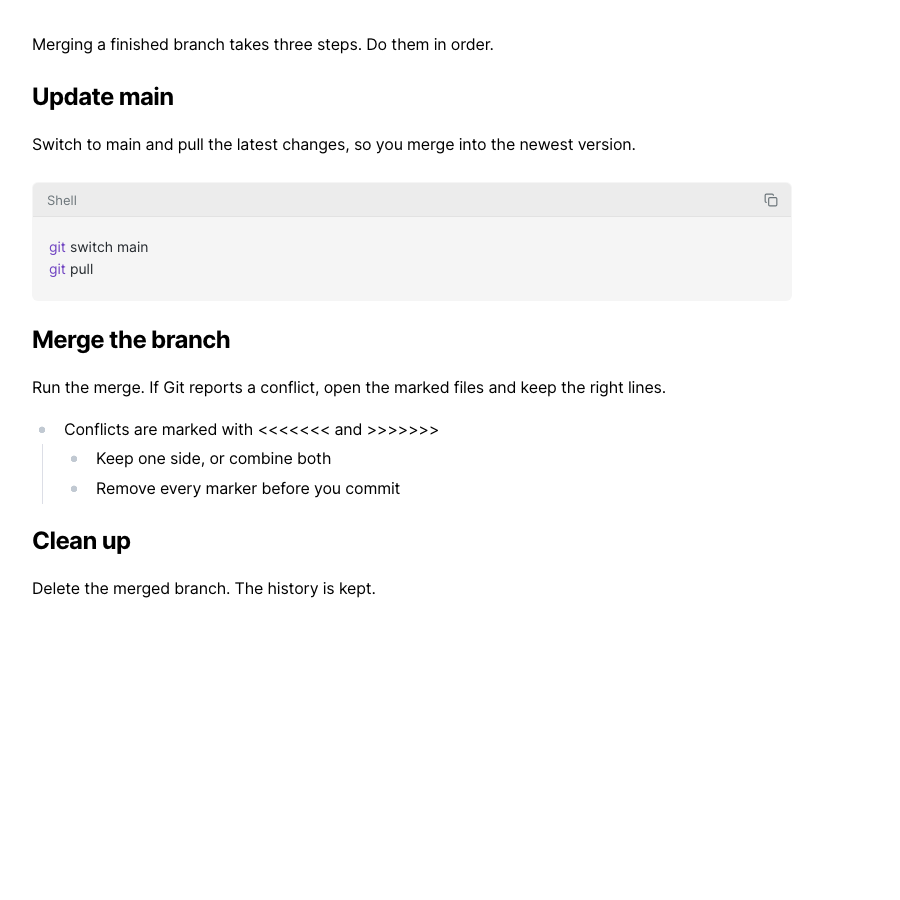 Merging a finished branch takes three steps. Do them in order.
Update main
Switch to main and pull the latest changes, so you merge into the newest version.
Shell
git switch main
git pull
Merge the branch
Run the merge. If Git reports a conflict, open the marked files and keep the right lines.
Conflicts are marked with <<<<<<< and >>>>>>>
Keep one side, or combine both
Remove every marker before you commit
Clean up
Delete the merged branch. The history is kept.